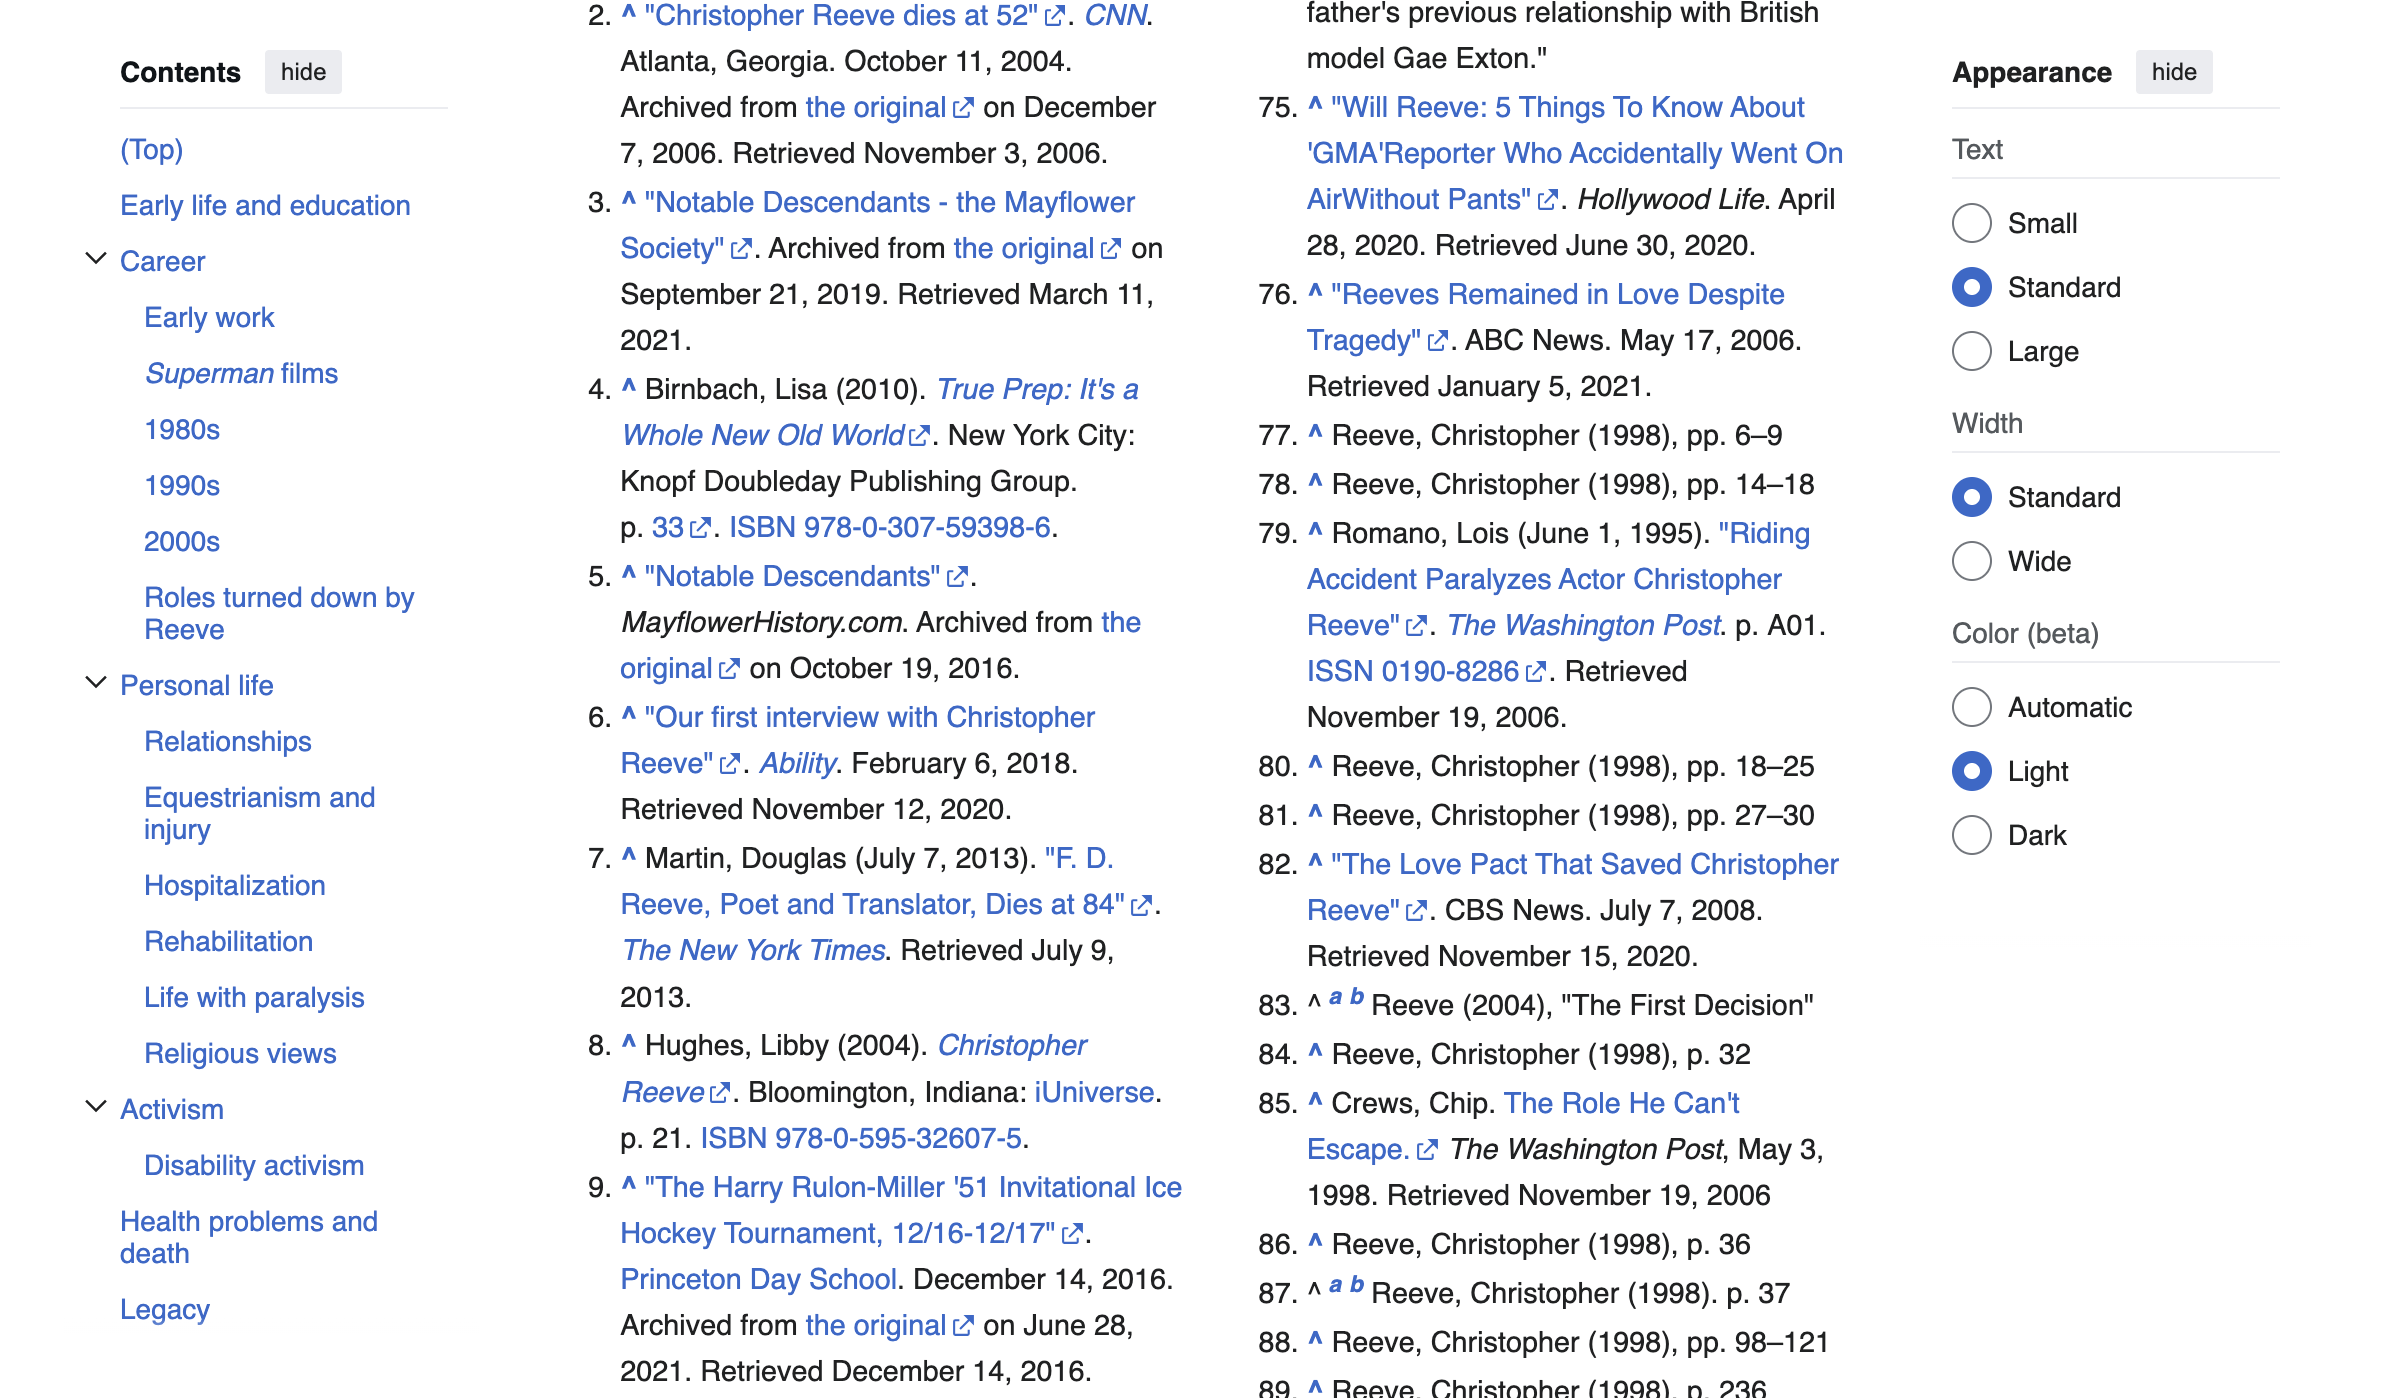 Contents hide
(Top)
Early life and education
Career
Early work
Superman films
1980s
1990s
2000s
Roles turned down by
Reeve
Personal life
Relationships
Equestrianism and
injury
Hospitalization
Rehabilitation
Life with paralysis
Religious views
Activism
Disability activism
Health problems and
death
Legacy
2. ^ "Christopher Reeve dies at 52". CNN.
Atlanta, Georgia. October 11, 2004.
Archived from the original on December
7, 2006. Retrieved November 3, 2006.
3. ^ "Notable Descendants - the Mayflower
Society". Archived from the original on
September 21, 2019. Retrieved March 11,
2021.
4. ^ Birnbach, Lisa (2010). True Prep: It's a
Whole New Old World. New York City:
Knopf Doubleday Publishing Group.
p. 33. ISBN 978-0-307-59398-6.
5. ^ "Notable Descendants".
MayflowerHistory.com. Archived from the
original on October 19, 2016.
6. ^ "Our first interview with Christopher
Reeve". Ability. February 6, 2018.
Retrieved November 12, 2020.
7. ^ Martin, Douglas (July 7, 2013). "F. D.
Reeve, Poet and Translator, Dies at 84".
The New York Times. Retrieved July 9,
2013.
8. ^ Hughes, Libby (2004). Christopher
Reeve. Bloomington, Indiana: iUniverse.
p. 21. ISBN 978-0-595-32607-5.
9. ^ "The Harry Rulon-Miller '51 Invitational Ice
Hockey Tournament, 12/16-12/17".
Princeton Day School. December 14, 2016.
Archived from the original on June 28,
2021. Retrieved December 14, 2016.
father's previous relationship with British
model Gae Exton."
75. ^ "Will Reeve: 5 Things To Know About
'GMA'Reporter Who Accidentally Went On
AirWithout Pants". Hollywood Life. April
28, 2020. Retrieved June 30, 2020.
76. ^ "Reeves Remained in Love Despite
Tragedy". ABC News. May 17, 2006.
Retrieved January 5, 2021.
77. ^ Reeve, Christopher (1998), pp. 6–9
78. ^ Reeve, Christopher (1998), pp. 14–18
79. ^ Romano, Lois (June 1, 1995). "Riding
Accident Paralyzes Actor Christopher
Reeve". The Washington Post. p. A01.
ISSN 0190-8286. Retrieved
November 19, 2006.
80. ^ Reeve, Christopher (1998), pp. 18–25
81. ^ Reeve, Christopher (1998), pp. 27–30
82. ^ "The Love Pact That Saved Christopher
Reeve". CBS News. July 7, 2008.
Retrieved November 15, 2020.
83. ^ a b Reeve (2004), "The First Decision"
84. ^ Reeve, Christopher (1998), p. 32
85. ^ Crews, Chip. The Role He Can't
Escape. The Washington Post, May 3,
1998. Retrieved November 19, 2006
86. ^ Reeve, Christopher (1998), p. 36
87. ^ a b Reeve, Christopher (1998). p. 37
88. ^ Reeve, Christopher (1998), pp. 98–121
89. ^ Reeve, Christopher (1998), p. 236
Appearance hide
Text
Small
Standard
Large
Width
Standard
Wide
Color (beta)
Automatic
Light
Dark